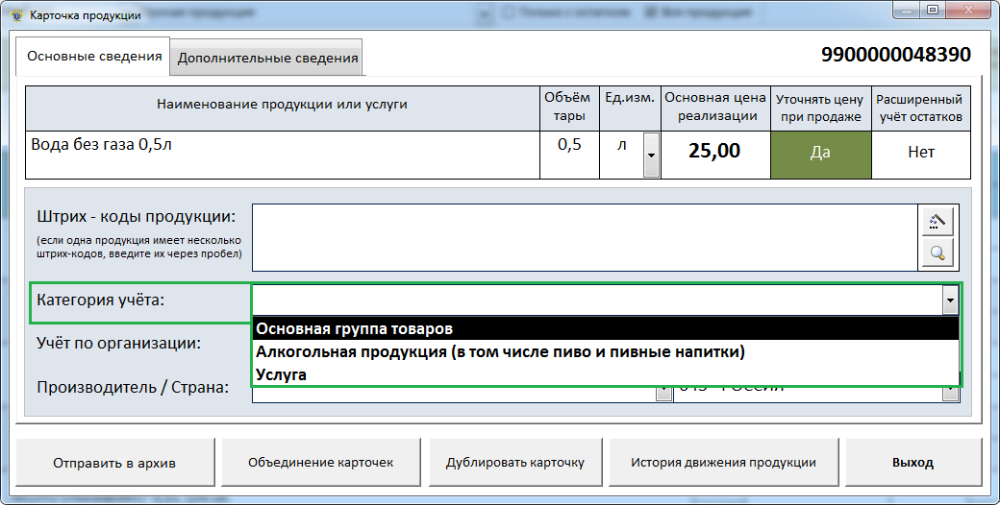 Карточка продукции
Только с остатком
Вся продукция
Основные сведения
Дополнительные сведения
9900000048390
Наименование продукции или услуги
Объём
тары
Ед.изм.
Основная цена
реализации
Уточнять цену
при продаже
Расширенный
учёт остатков
Вода без газа 0,5л
0,5
л
25,00
Да
Нет
Штрих - коды продукции:
(если одна продукция имеет несколько
штрих-кодов, введите их через пробел)
Категория учёта:
Основная группа товаров
Учёт по организации:
Алкогольная продукция (в том числе пиво и пивные напитки)
Услуга
Производитель / Страна:
Отправить в архив
Объединение карточек
Дублировать карточку
История движения продукции
Выход